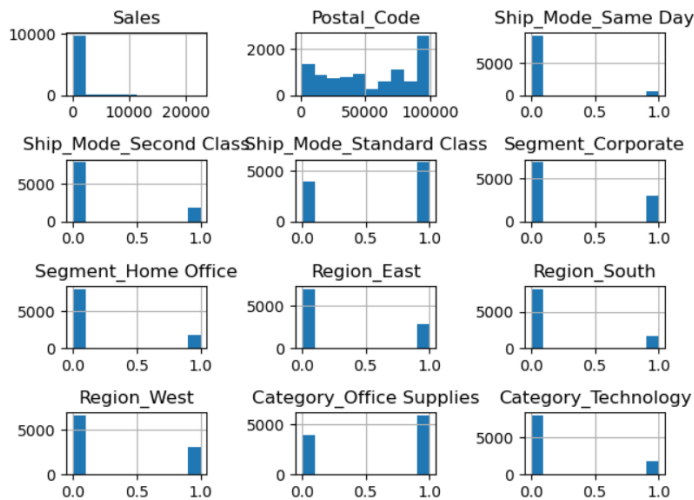 Sales Postal_Code Ship_Mode_Same Day
10000
0
0 10000 20000
2000
0
0 50000 100000
5000
0
0.0 0.5 1.0
Ship_Mode_Second Class Ship_Mode_Standard Class Segment_Corporate
5000
0
0.0 0.5 1.0
5000
0
0.0 0.5 1.0
5000
0
0.0 0.5 1.0
Segment_Home Office Region_East Region_South
5000
0
0.0 0.5 1.0
5000
0
0.0 0.5 1.0
5000
0
0.0 0.5 1.0
Region_West Category_Office Supplies Category_Technology
5000
0
0.0 0.5 1.0
5000
0
0.0 0.5 1.0
5000
0
0.0 0.5 1.0